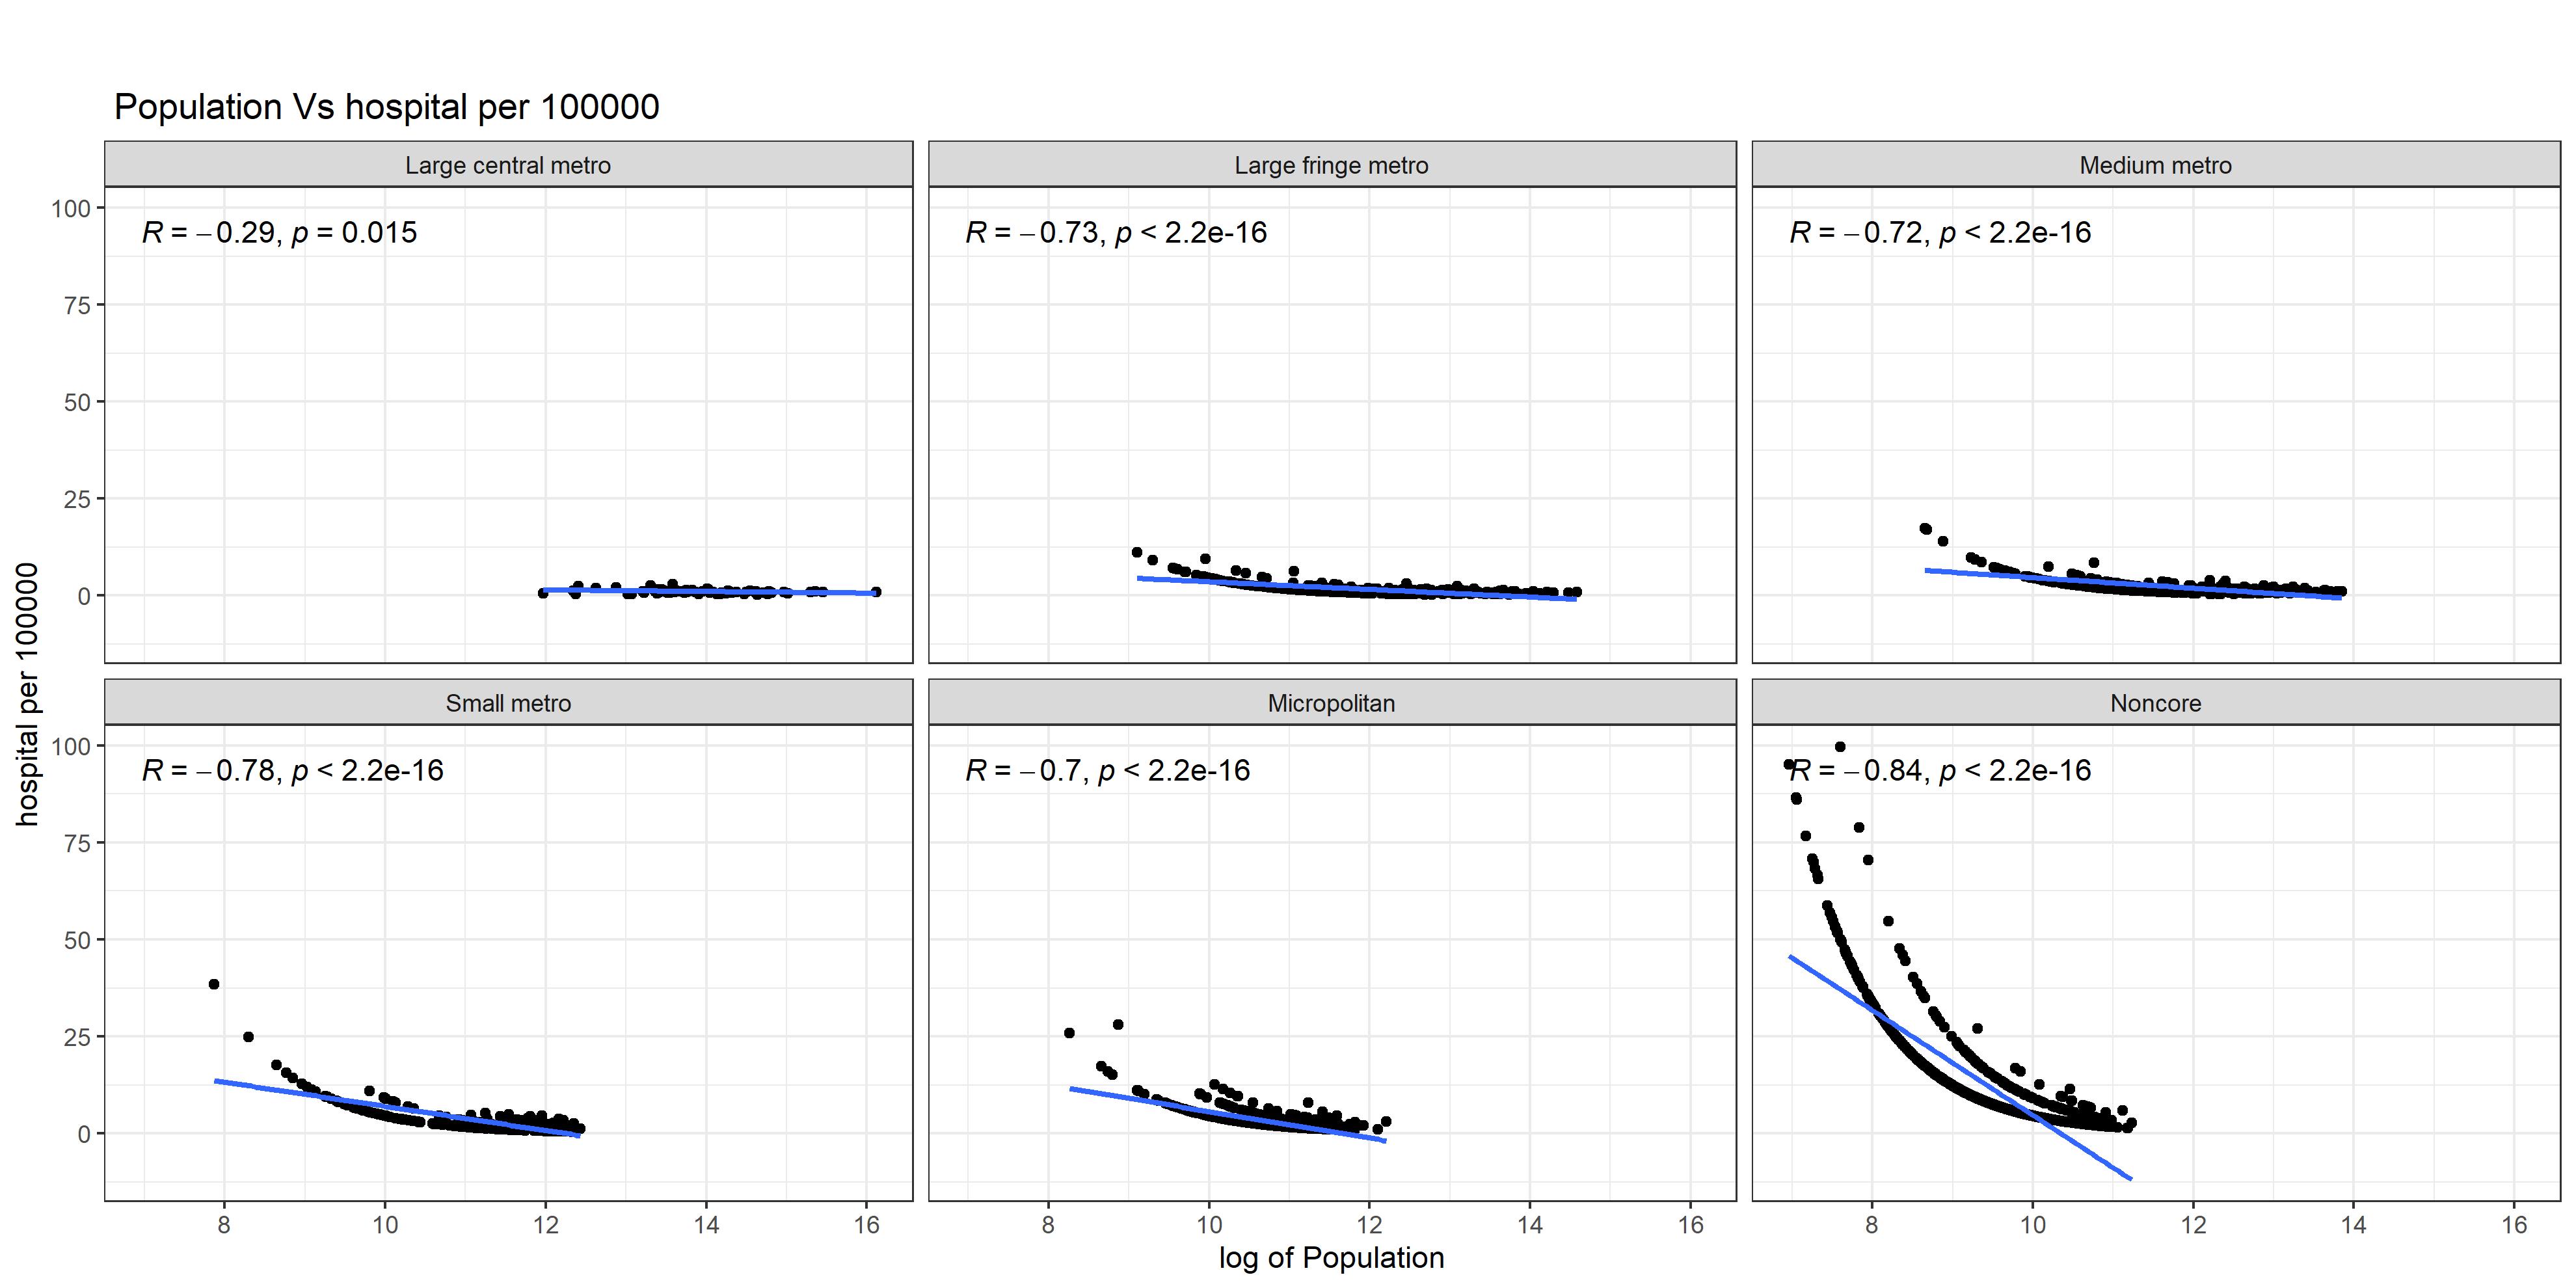 Population Vs hospital per 100000
Large central metro
Large fringe metro
Medium metro
100
75
50
25
0
R = −0.29, p = 0.015
R = −0.73, p < 2.2e-16
R = −0.72, p < 2.2e-16
hospital per 100000
Small metro
Micropolitan
Noncore
100
75
50
25
0
R = −0.78, p < 2.2e-16
R = −0.7, p < 2.2e-16
R = −0.84, p < 2.2e-16
8 10 12 14 16
8 10 12 14 16
8 10 12 14 16
log of Population